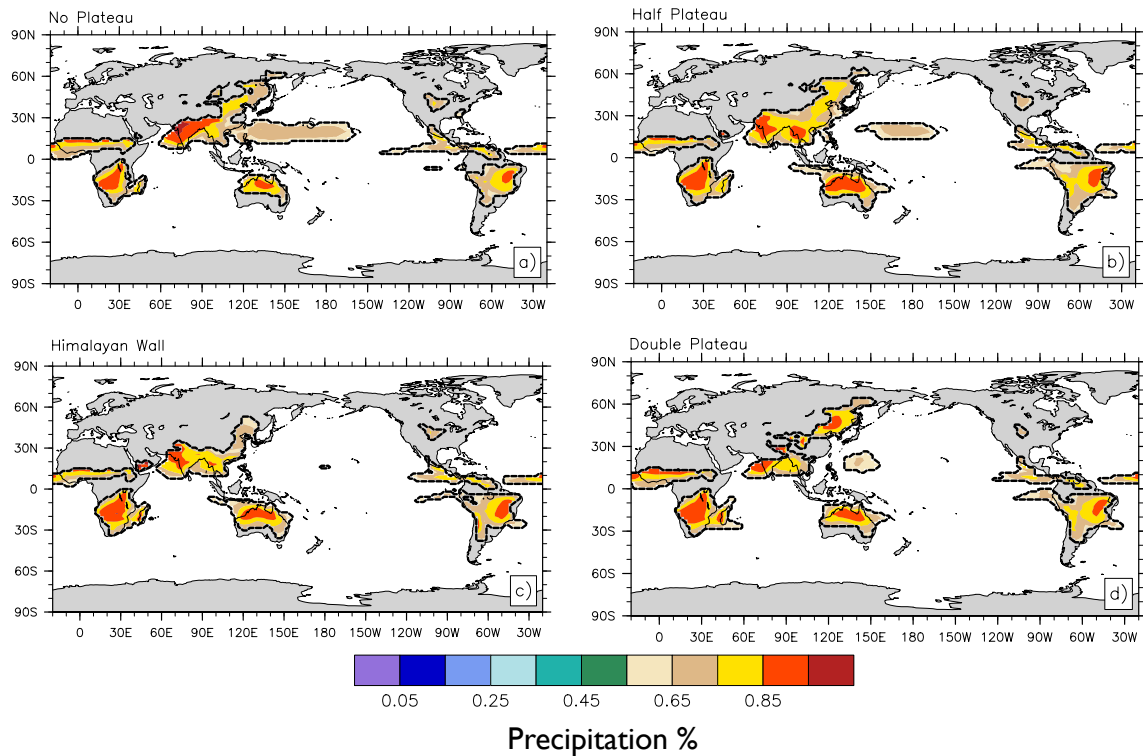 No Plateau
90N
60N
30N
0
30S
60S
90S
0 30E 60E 90E 120E 150E 180 150W 120W 90W 60W 30W
a)
Half Plateau
90N
60N
30N
0
30S
60S
90S
0 30E 60E 90E 120E 150E 180 150W 120W 90W 60W 30W
b)
Himalayan Wall
90N
60N
30N
0
30S
60S
90S
0 30E 60E 90E 120E 150E 180 150W 120W 90W 60W 30W
c)
Double Plateau
90N
60N
30N
0
30S
60S
90S
0 30E 60E 90E 120E 150E 180 150W 120W 90W 60W 30W
d)
0.05 0.25 0.45 0.65 0.85
Precipitation %